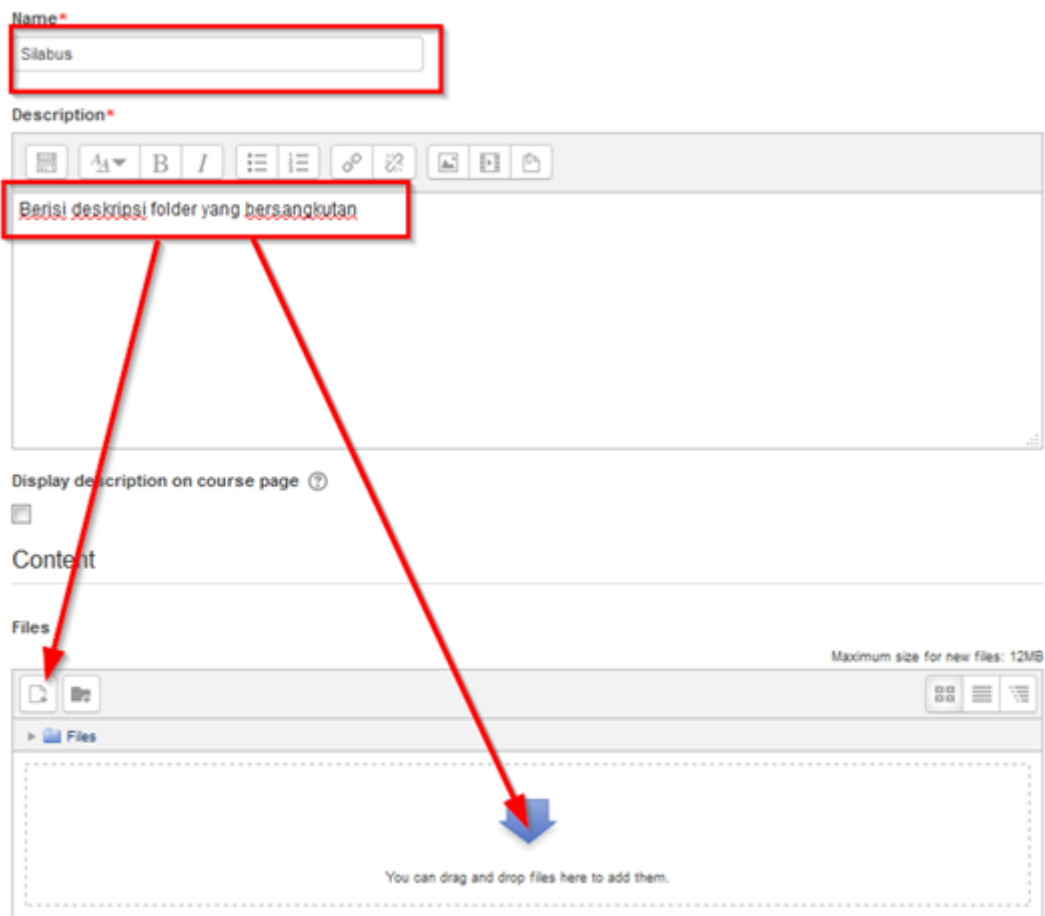 Name*
Silabus
Description*
Berisi deskripsi folder yang bersangkutan
Display description on course page
Content
Files
Maximum size for new files: 12MB
Files
You can drag and drop files here to add them.